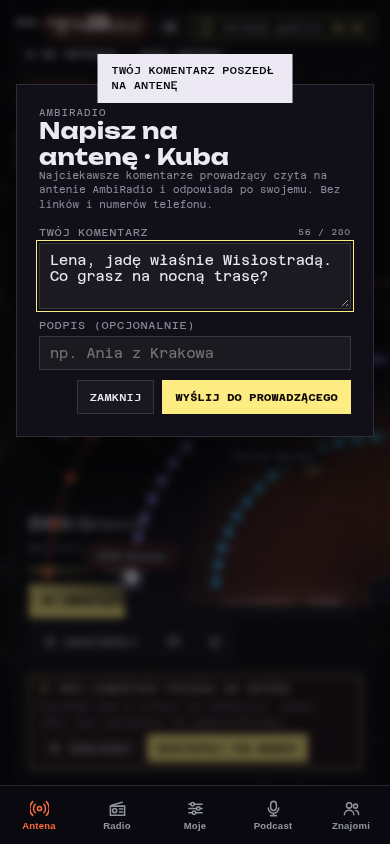 TWÓJ KOMENTARZ POSZEDŁ
NA ANTENĘ
AMBIRADIO
Napisz na
antenę · Kuba
Najciekawsze komentarze prowadzący czyta na
antenie AmbiRadio i odpowiada po swojemu. Bez
linków i numerów telefonu.
TWÓJ KOMENTARZ 56 / 280
Lena, jadę właśnie Wisłostradą.
Co grasz na nocną trasę?
PODPIS (OPCJONALNIE)
np. Ania z Krakowa
ZAMKNIJ WYŚLIJ DO PROWADZĄCEGO
Antena Radio Moje Podcast Znajomi